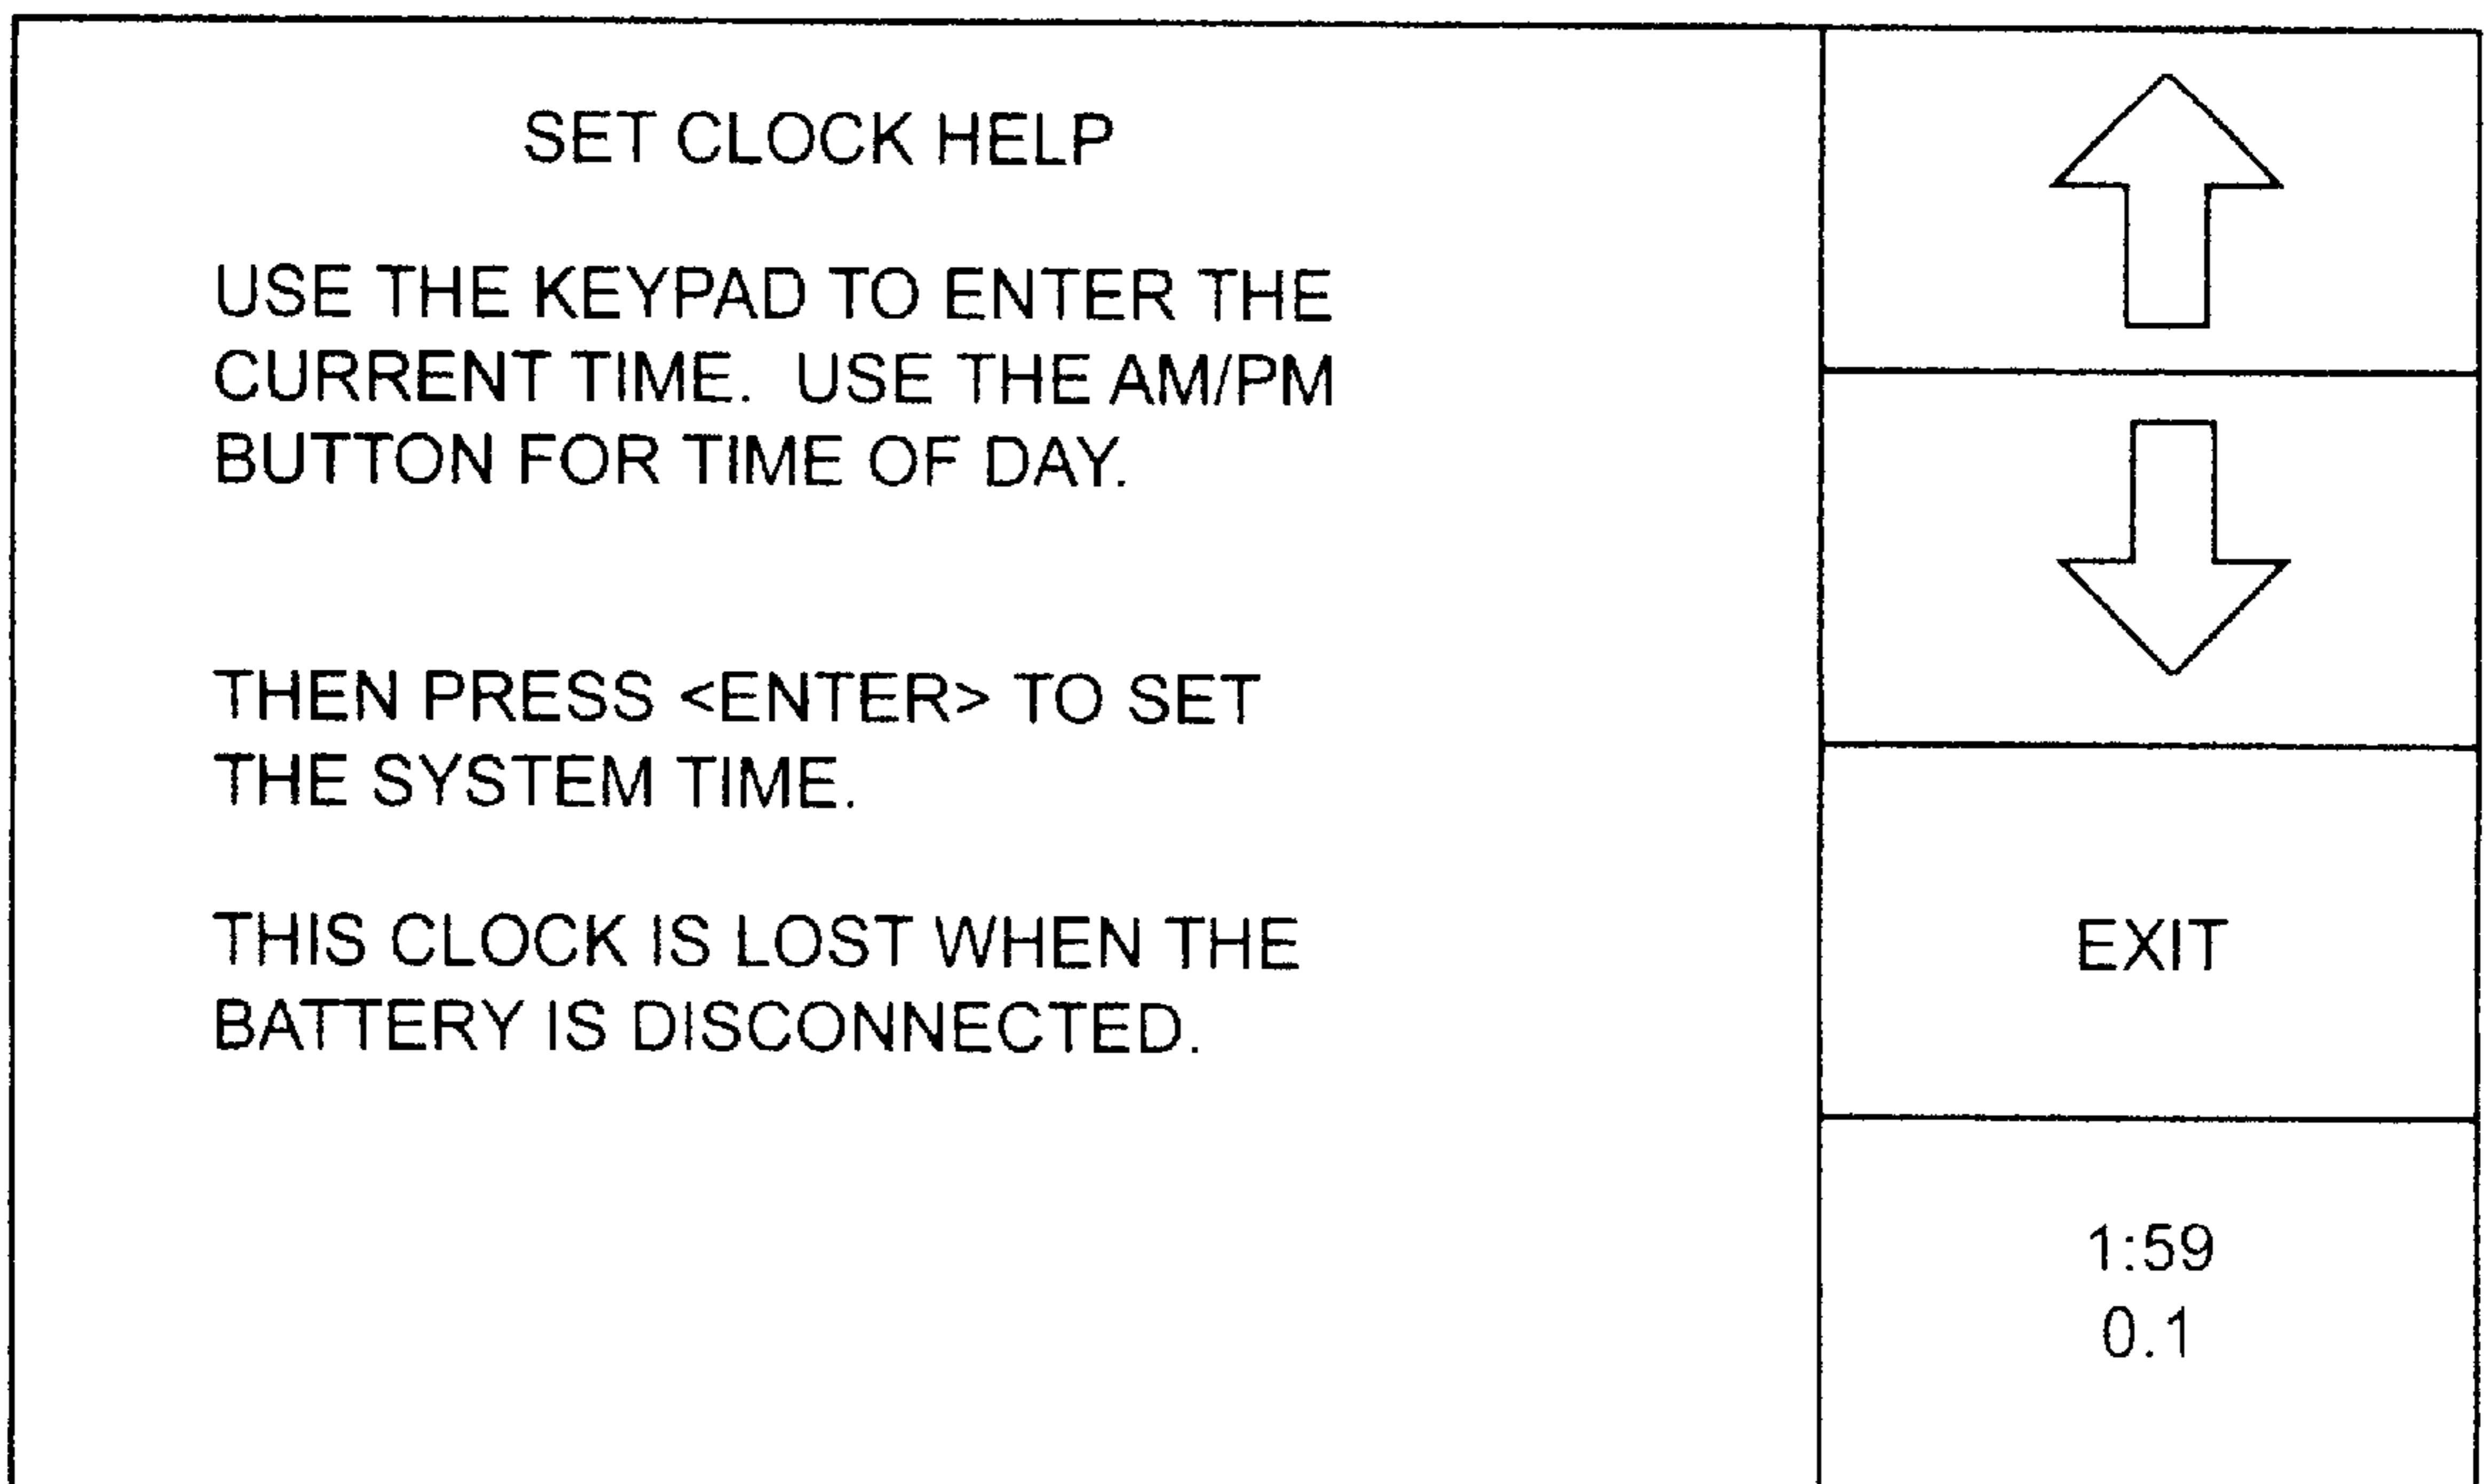 SET CLOCK HELP
USE THE KEYPAD TO ENTER THE
CURRENT TIME.  USE THE AM/PM
BUTTON FOR TIME OF DAY.
THEN PRESS <ENTER> TO SET
THE SYSTEM TIME.
THIS CLOCK IS LOST WHEN THE
BATTERY IS DISCONNECTED.
EXIT
1:59
0.1